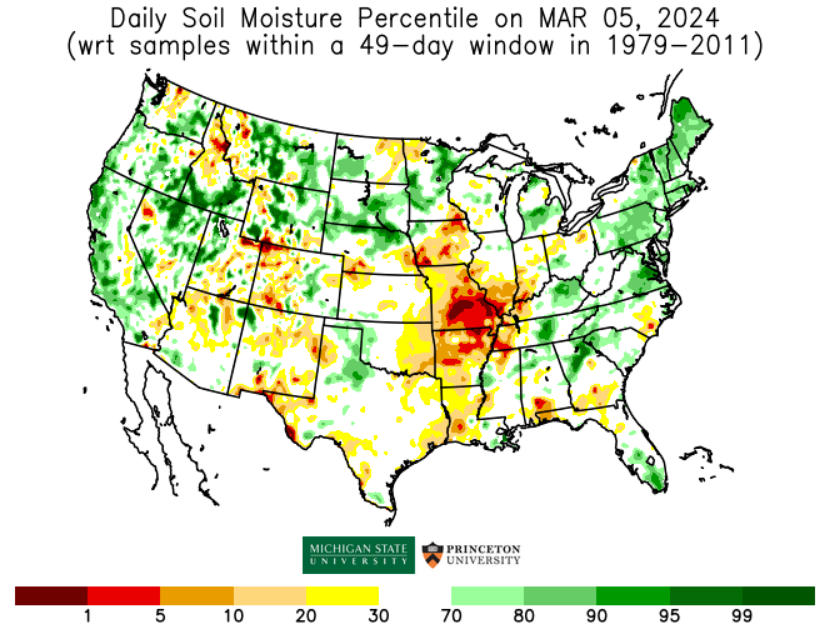 Daily Soil Moisture Percentile on MAR 05, 2024
(wrt samples within a 49-day window in 1979-2011)
MICHIGAN STATE
UNIVERSITY
PRINCETON
UNIVERSITY
1 5 10 20 30 70 80 90 95 99